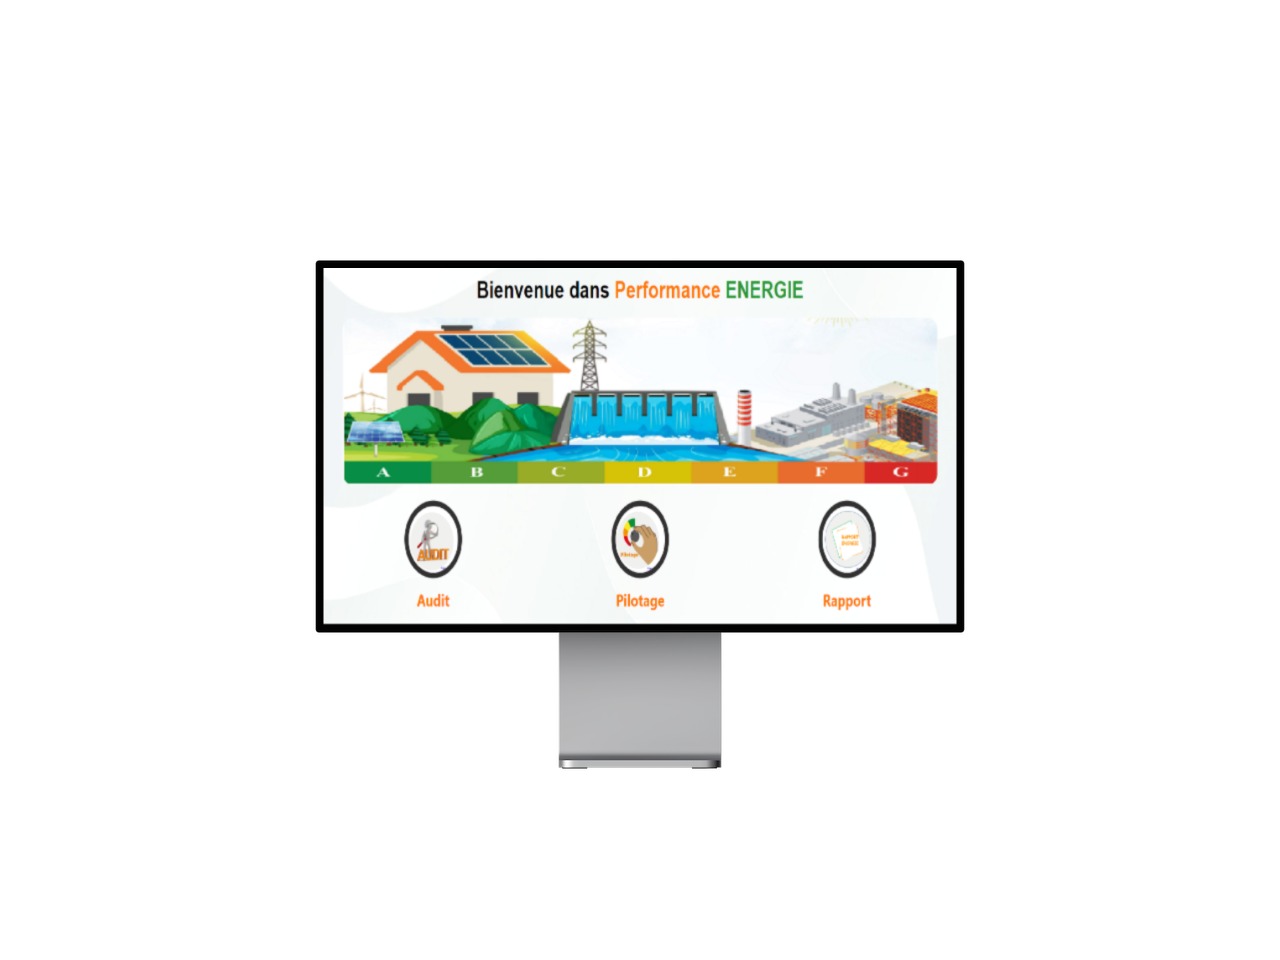 Bienvenue dans Performance ENERGIE
A B C D E F G
AUDIT
Pilotage
Audit Pilotage Rapport